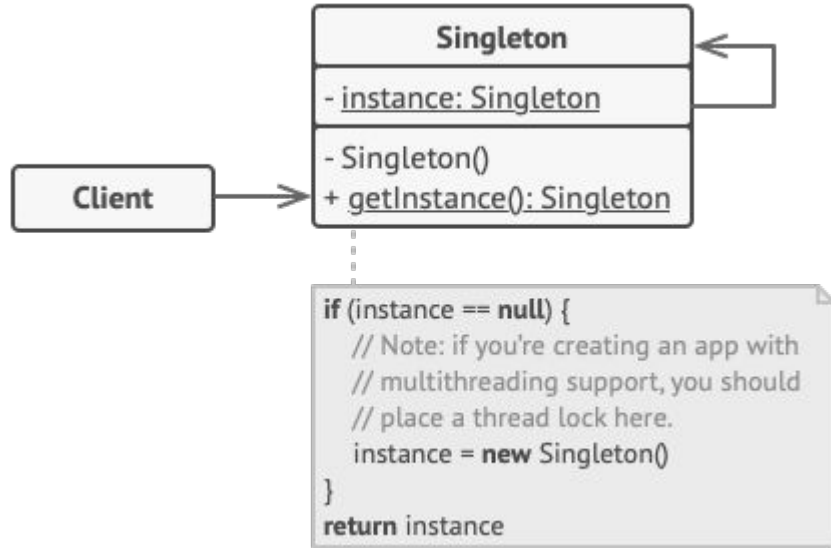 Singleton
- instance: Singleton
- Singleton()
+ getInstance(): Singleton
Client
if (instance == null) {
// Note: if you're creating an app with
// multithreading support, you should
// place a thread lock here.
instance = new Singleton()
}
return instance